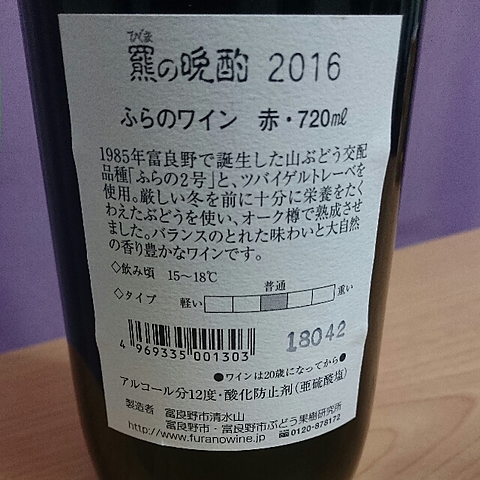 ひぐま
羆の晩酌 2016
ふらのワイン 赤・720㎖
1985年富良野で誕生した山ぶどう交配
品種「ふらの2号」と、ツバイゲルトレーベを
使用。厳しい冬を前に十分に栄養をたく
わえたぶどうを使い、オーク樽で熟成させ
ました。バランスのとれた味わいと大自然
の香り豊かなワインです。
◇飲み頃 15～18℃
普通
◇タイプ 軽い 重い
4 969335 001303
18042
●ワインは20歳になってから●
アルコール分12度・酸化防止剤(亜硫酸塩)
製造者 富良野市清水山
富良野市・富良野市ぶどう果樹研究所
http://www.furanowine.jp 0120-878172